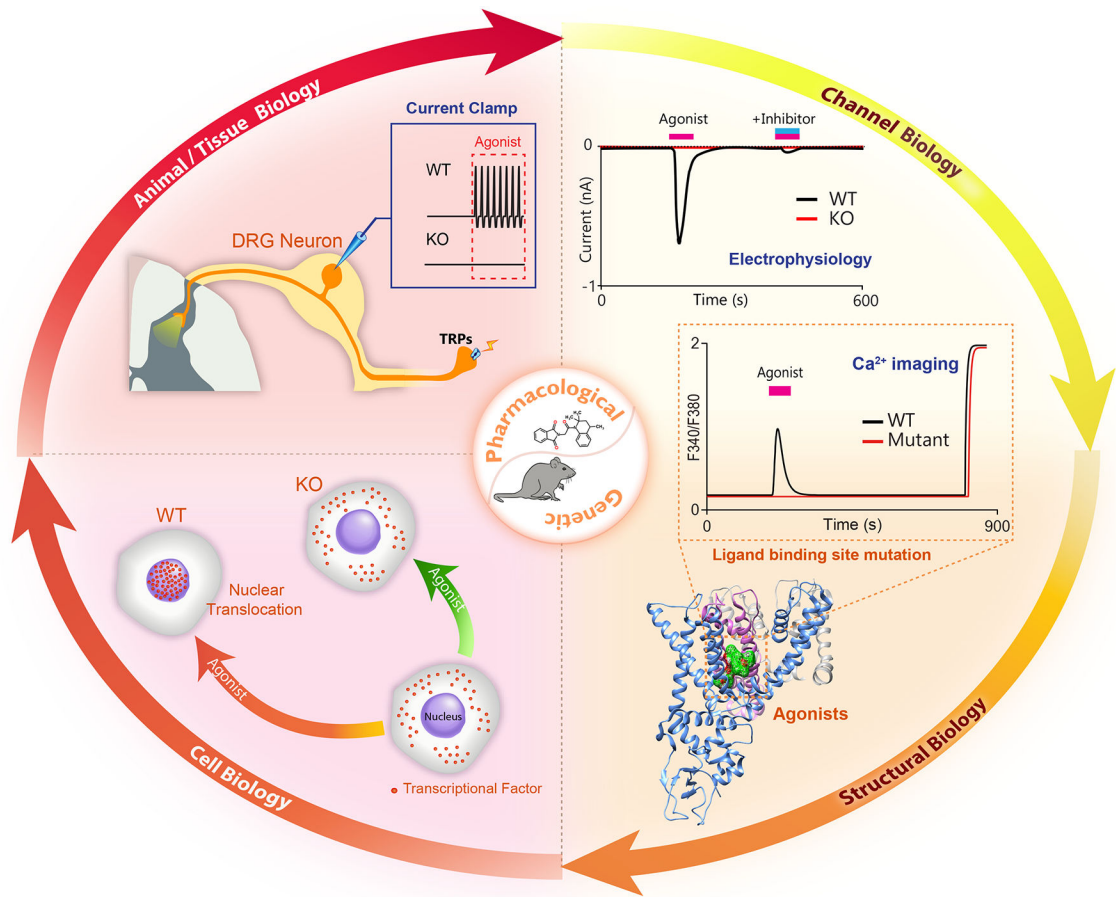 Animal / Tissue Biology
Current Clamp
Agonist
WT
KO
DRG Neuron
TRPs
Channel Biology
Agonist
+Inhibitor
0
Current (nA)
-1
WT
KO
Electrophysiology
0
Time (s)
600
2
Ca²⁺ imaging
Agonist
F340/F380
WT
Mutant
0
0
Time (s)
900
Ligand binding site mutation
Agonists
Structural Biology
Pharmacological
Genetic
KO
WT
Nuclear
Translocation
Agonist
Agonist
Nucleus
Transcriptional Factor
Cell Biology